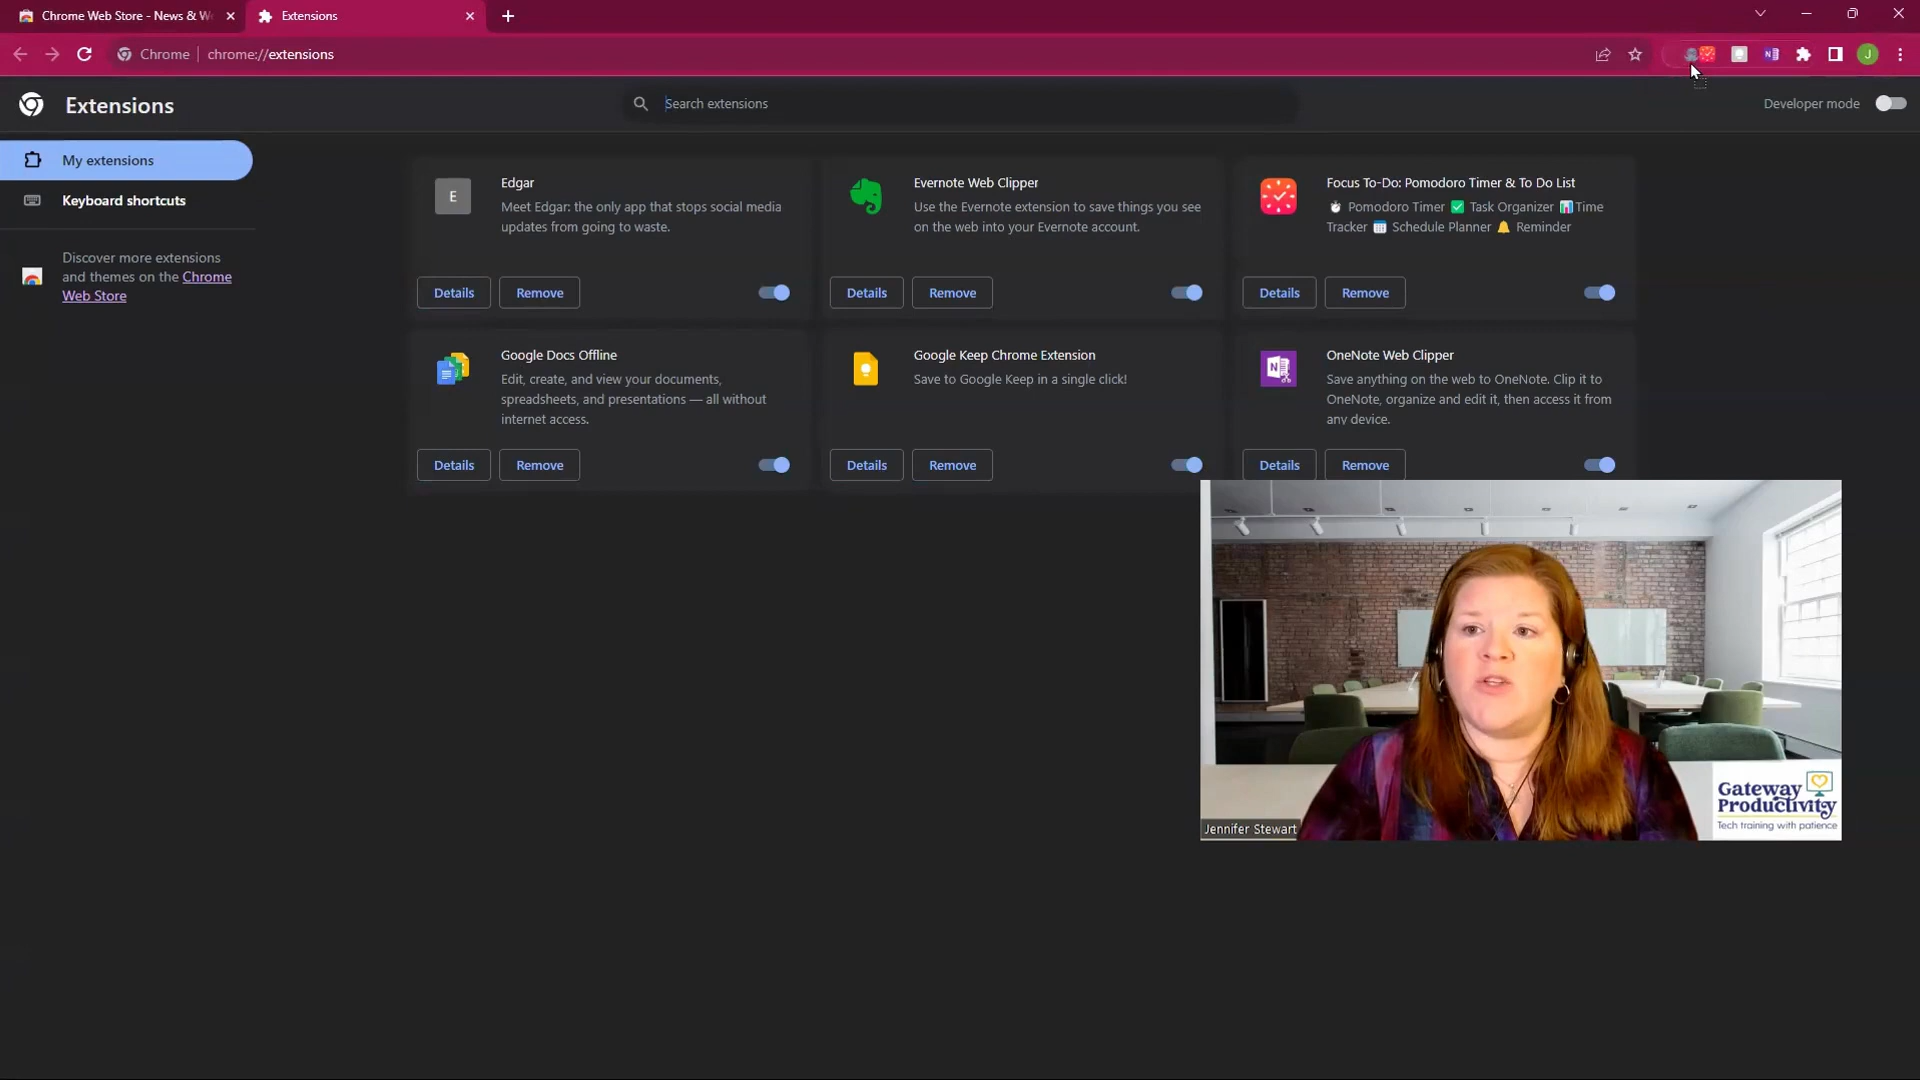 Chrome Web Store - News & W
Extensions
Chrome
chrome://extensions
J
Extensions
Search extensions
Developer mode
My extensions
Keyboard shortcuts
Discover more extensions
and themes on the Chrome
Web Store
E
Edgar
Meet Edgar: the only app that stops social media
updates from going to waste.
Details
Remove
Evernote Web Clipper
Use the Evernote extension to save things you see
on the web into your Evernote account.
Details
Remove
Focus To-Do: Pomodoro Timer & To Do List
Pomodoro Timer ✅ Task Organizer 📊Time
Tracker 📅 Schedule Planner 🔔 Reminder
Details
Remove
Google Docs Offline
Edit, create, and view your documents,
spreadsheets, and presentations — all without
internet access.
Details
Remove
Google Keep Chrome Extension
Save to Google Keep in a single click!
Details
Remove
N
OneNote Web Clipper
Save anything on the web to OneNote. Clip it to
OneNote, organize and edit it, then access it from
any device.
Details
Remove
Gateway
Productivity
Tech training with patience
Jennifer Stewart